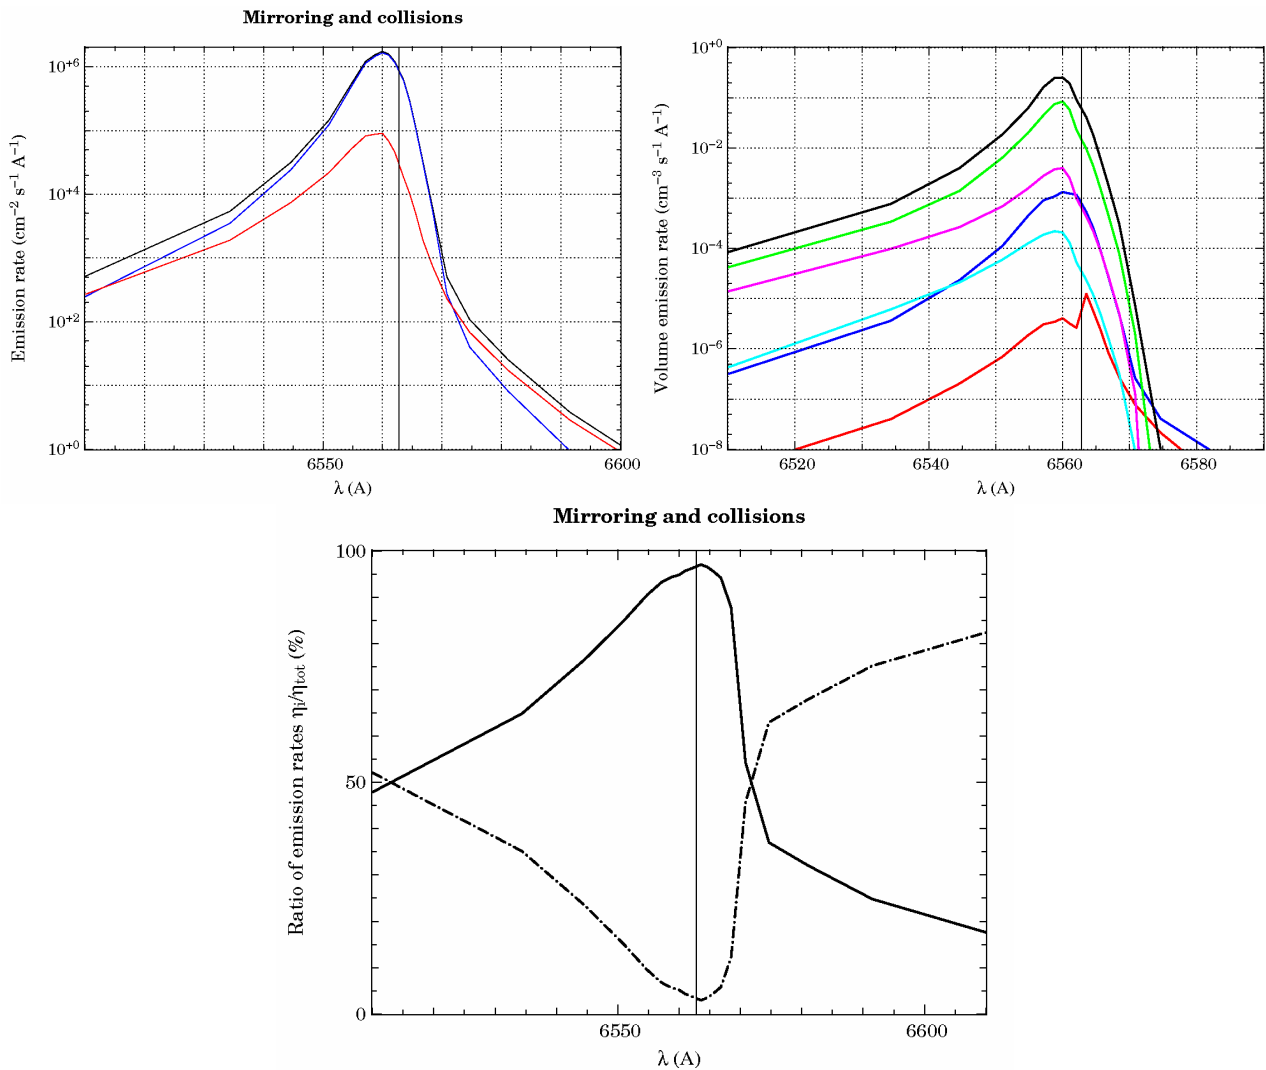 Mirroring and collisions
Emission rate (cm−2 s−1 A−1)
10+6
10+4
10+2
10+0
6550
6600
λ (A)
Volume emission rate (cm−3 s−1 A−1)
10+0
10−2
10−4
10−6
10−8
6520
6540
6560
6580
λ (A)
Mirroring and collisions
Ratio of emission rates ηi/ηtot (%)
100
50
0
6550
6600
λ (A)